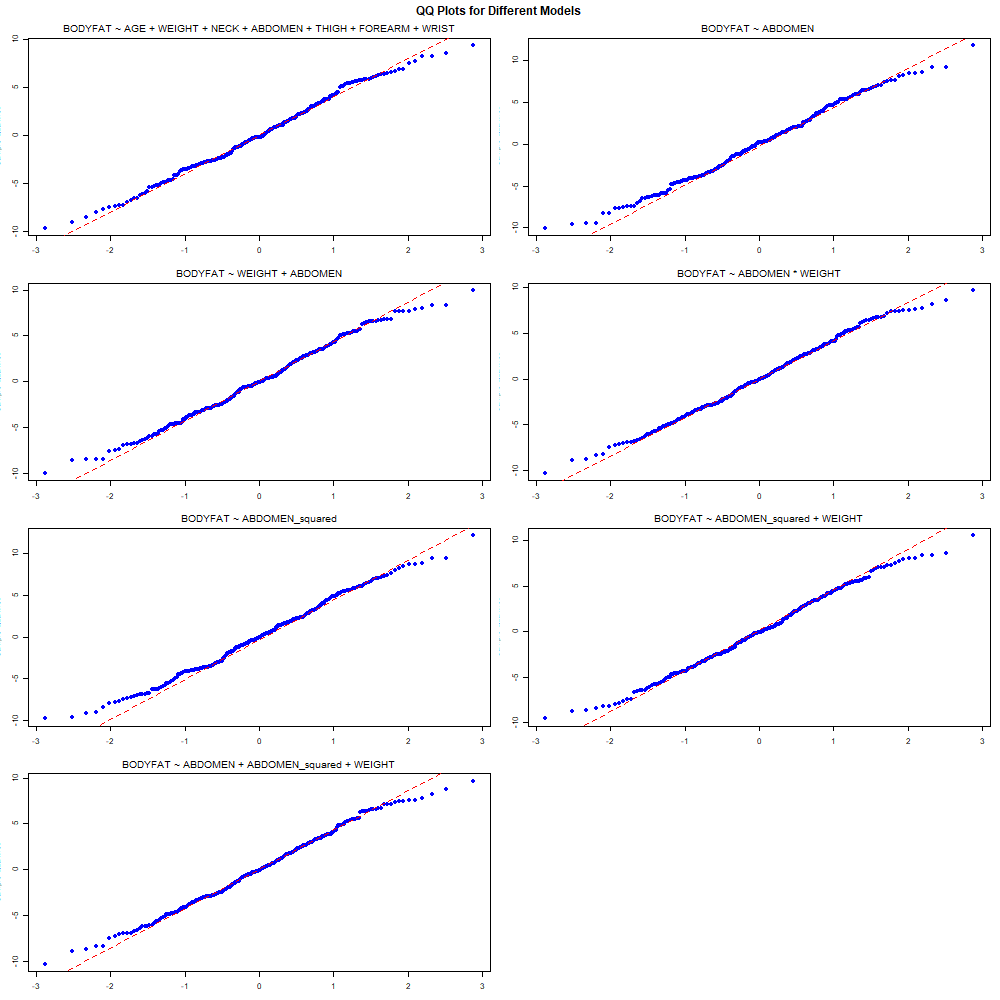 QQ Plots for Different Models
BODYFAT ~ AGE + WEIGHT + NECK + ABDOMEN + THIGH + FOREARM + WRIST
10
5
0
-5
-10
-3 -2 -1 0 1 2 3
BODYFAT ~ ABDOMEN
10
5
0
-5
-10
-3 -2 -1 0 1 2 3
BODYFAT ~ WEIGHT + ABDOMEN
10
5
0
-5
-10
-3 -2 -1 0 1 2 3
BODYFAT ~ ABDOMEN * WEIGHT
10
5
0
-5
-10
-3 -2 -1 0 1 2 3
BODYFAT ~ ABDOMEN_squared
10
5
0
-5
-10
-3 -2 -1 0 1 2 3
BODYFAT ~ ABDOMEN_squared + WEIGHT
10
5
0
-5
-10
-3 -2 -1 0 1 2 3
BODYFAT ~ ABDOMEN + ABDOMEN_squared + WEIGHT
10
5
0
-5
-10
-3 -2 -1 0 1 2 3